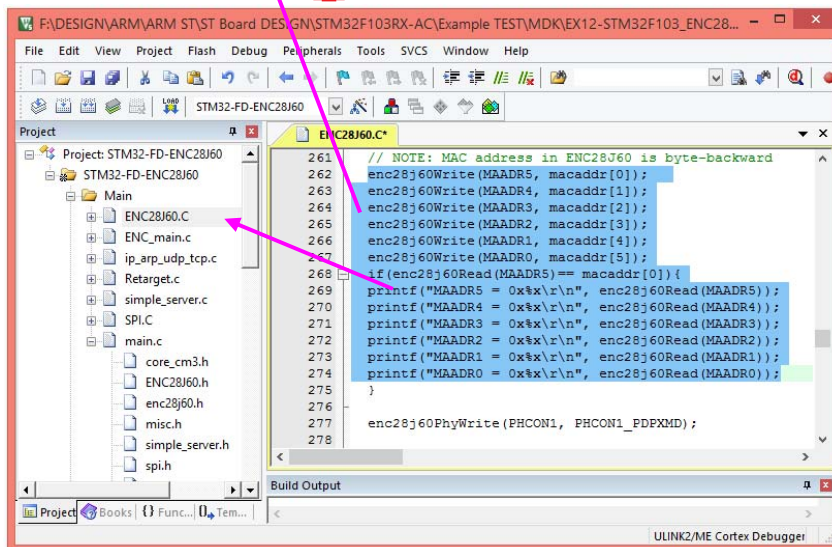 F:\DESIGN\ARM\ARM ST\ST Board DESIGN\STM32F103RX-AC\Example TEST\MDK\EX12-STM32F103_ENC28...
File Edit View Project Flash Debug Peripherals Tools SVCS Window Help
LOAD STM32-FD-ENC28J60
Project
Project: STM32-FD-ENC28J60
STM32-FD-ENC28J60
Main
ENC28J60.C
ENC_main.c
ip_arp_udp_tcp.c
Retarget.c
simple_server.c
SPI.C
main.c
core_cm3.h
ENC28J60.h
enc28j60.h
misc.h
simple_server.h
spi.h
Project Books {} Func... 0 Tem...
ENC28J60.C*
261 // NOTE: MAC address in ENC28J60 is byte-backward
262 enc28j60Write(MAADR5, macaddr[0]);
263 enc28j60Write(MAADR4, macaddr[1]);
264 enc28j60Write(MAADR3, macaddr[2]);
265 enc28j60Write(MAADR2, macaddr[3]);
266 enc28j60Write(MAADR1, macaddr[4]);
267 enc28j60Write(MAADR0, macaddr[5]);
268 if(enc28j60Read(MAADR5)== macaddr[0]){
269 printf("MAADR5 = 0x%x\r\n", enc28j60Read(MAADR5));
270 printf("MAADR4 = 0x%x\r\n", enc28j60Read(MAADR4));
271 printf("MAADR3 = 0x%x\r\n", enc28j60Read(MAADR3));
272 printf("MAADR2 = 0x%x\r\n", enc28j60Read(MAADR2));
273 printf("MAADR1 = 0x%x\r\n", enc28j60Read(MAADR1));
274 printf("MAADR0 = 0x%x\r\n", enc28j60Read(MAADR0));
275 }
276
277 enc28j60PhyWrite(PHCON1, PHCON1_PDPXMD);
278
Build Output
ULINK2/ME Cortex Debugger